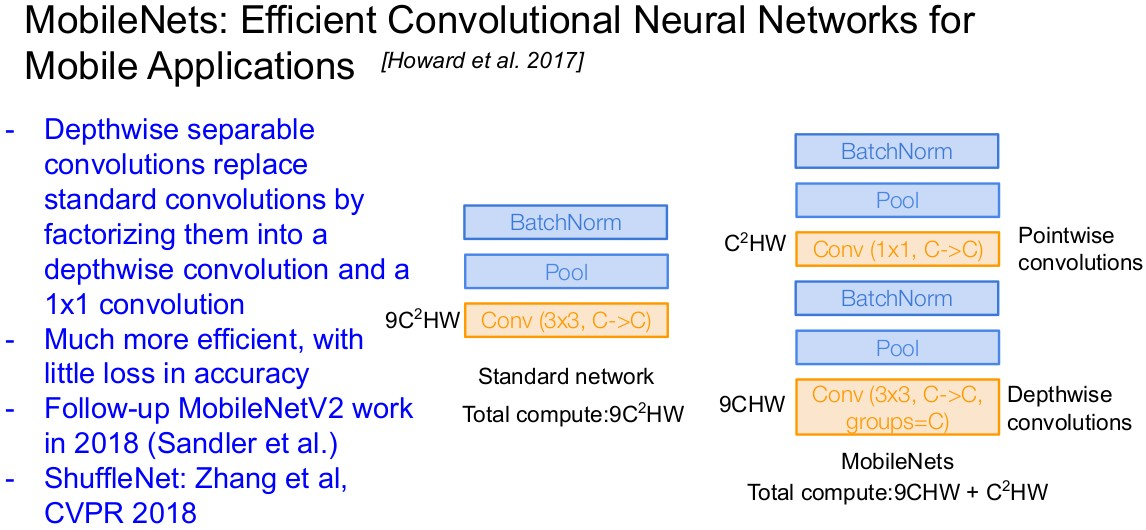 MobileNets: Efficient Convolutional Neural Networks for
Mobile Applications [Howard et al. 2017]
- Depthwise separable
convolutions replace
standard convolutions by
factorizing them into a
depthwise convolution and a
1x1 convolution
- Much more efficient, with
little loss in accuracy
- Follow-up MobileNetV2 work
in 2018 (Sandler et al.)
- ShuffleNet: Zhang et al,
CVPR 2018
BatchNorm
Pool
9C²HW Conv (3x3, C->C)
Standard network
Total compute:9C²HW
BatchNorm
Pool
C²HW Conv (1x1, C->C) Pointwise
convolutions
BatchNorm
Pool
9CHW Conv (3x3, C->C,
groups=C) Depthwise
convolutions
MobileNets
Total compute:9CHW + C²HW